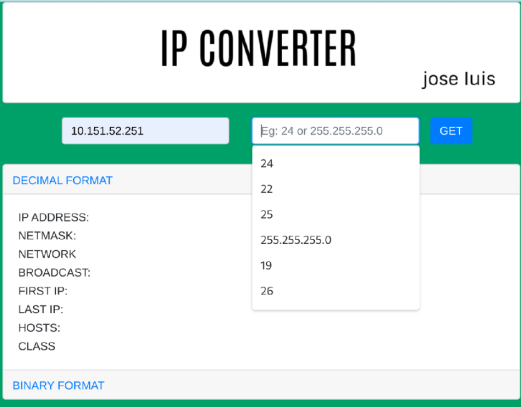 IP CONVERTER
jose luis
10.151.52.251
Eg: 24 or 255.255.255.0
GET
24
22
25
255.255.255.0
19
26
DECIMAL FORMAT
IP ADDRESS:
NETMASK:
NETWORK
BROADCAST:
FIRST IP:
LAST IP:
HOSTS:
CLASS
BINARY FORMAT